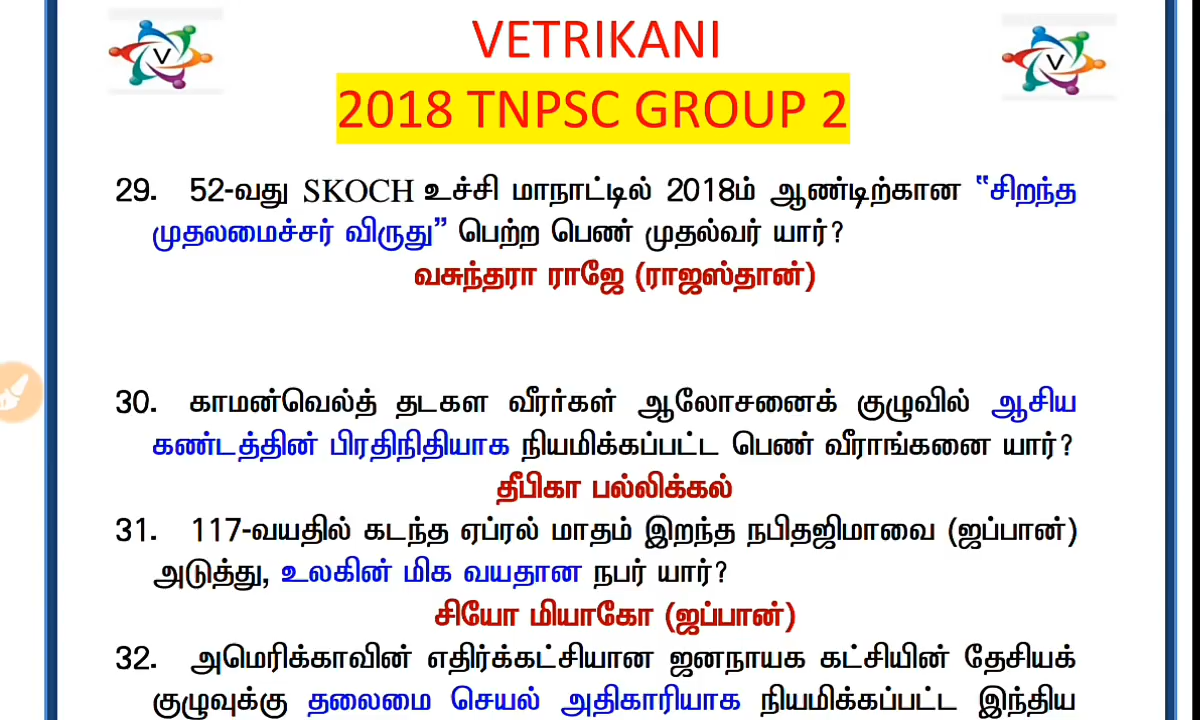 VETRIKANI
2018 TNPSC GROUP 2
V
V
29. 52-வது SKOCH உச்சி மாநாட்டில் 2018ம் ஆண்டிற்கான "சிறந்த
முதலமைச்சர் விருது" பெற்ற பெண் முதல்வர் யார்?
வசுந்தரா ராஜே (ராஜஸ்தான்)
30. காமன்வெல்த் தடகள வீரர்கள் ஆலோசனைக் குழுவில் ஆசிய
கண்டத்தின் பிரதிநிதியாக நியமிக்கப்பட்ட பெண் வீராங்கனை யார்?
தீபிகா பல்லிக்கல்
31. 117-வயதில் கடந்த ஏப்ரல் மாதம் இறந்த நபிதஜிமாவை (ஜப்பான்)
அடுத்து, உலகின் மிக வயதான நபர் யார்?
சியோ மியாகோ (ஜப்பான்)
32. அமெரிக்காவின் எதிர்க்கட்சியான ஜனநாயக கட்சியின் தேசியக்
குழுவுக்கு தலைமை செயல் அதிகாரியாக நியமிக்கப்பட்ட இந்திய